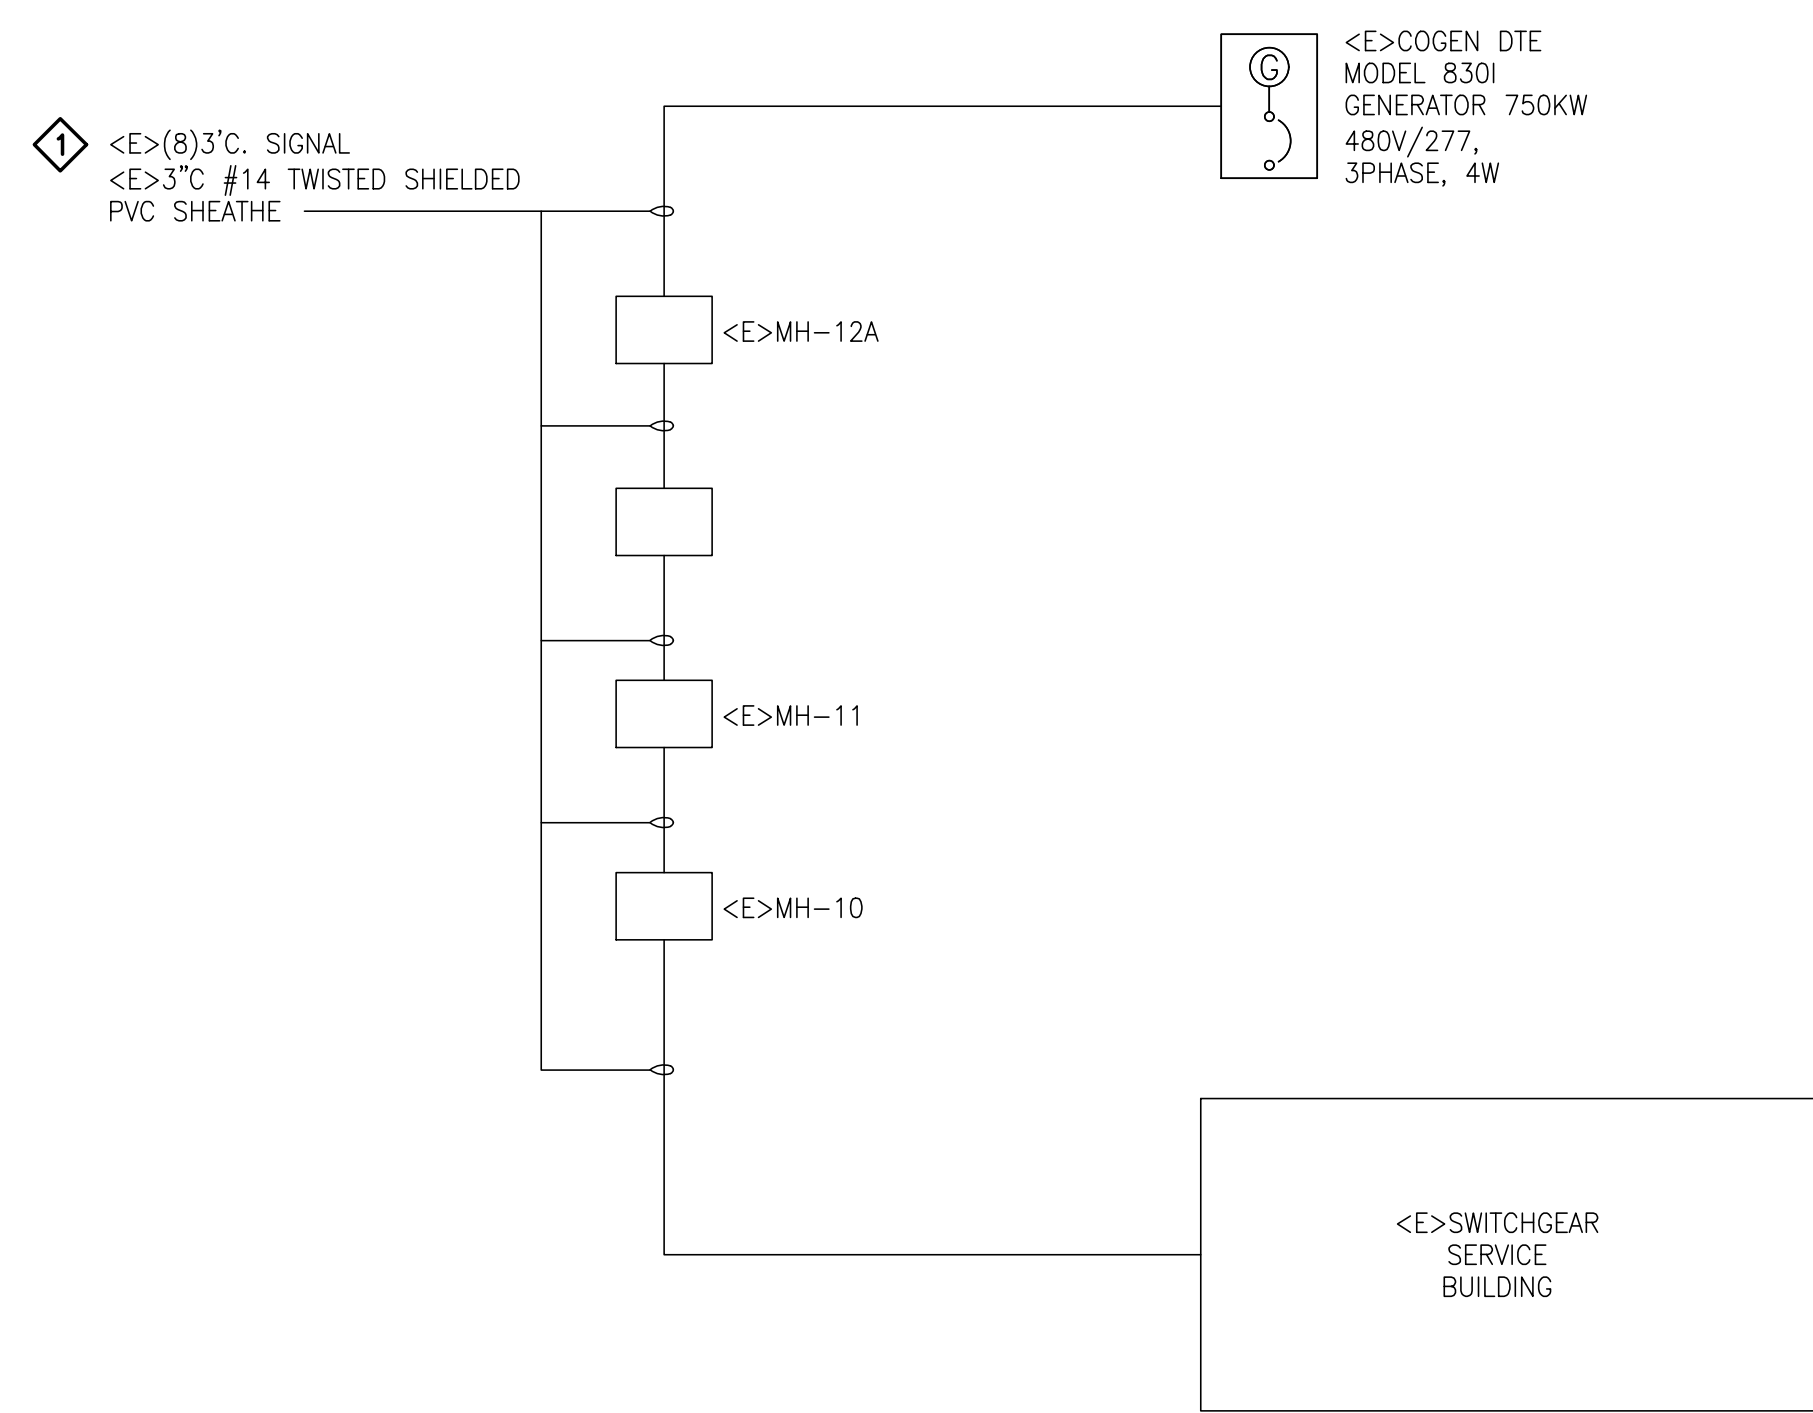 <E>COGEN DTE
MODEL 830I
GENERATOR 750KW
480V/277,
3PHASE, 4W
G
1
<E>(8)3'C. SIGNAL
<E>3”C #14 TWISTED SHIELDED
PVC SHEATHE
<E>MH-12A
<E>MH-11
<E>MH-10
<E>SWITCHGEAR
SERVICE
BUILDING